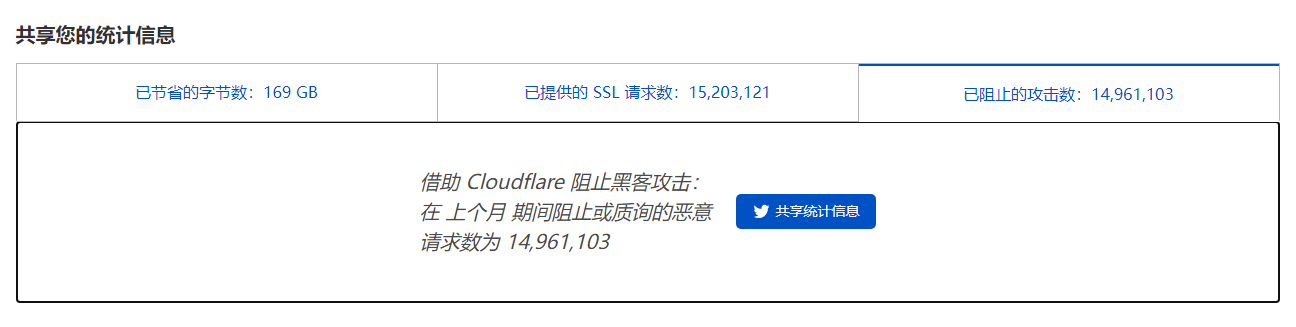 共享您的统计信息
已节省的字节数：169 GB
已提供的 SSL 请求数：15,203,121
已阻止的攻击数：14,961,103
借助 Cloudflare 阻止黑客攻击：
在 上个月 期间阻止或质询的恶意
请求数为 14,961,103
共享统计信息